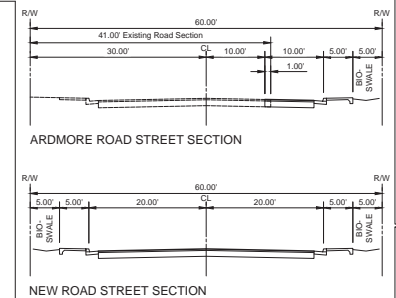 R/W
R/W
60.00'
41.00' Existing Road Section
30.00'
CL
10.00'
10.00'
5.00'
5.00'
1.00'
BIO-
SWALE
ARDMORE ROAD STREET SECTION
R/W
R/W
60.00'
5.00'
5.00'
20.00'
CL
20.00'
5.00'
5.00'
BIO-
SWALE
BIO-
SWALE
NEW ROAD STREET SECTION